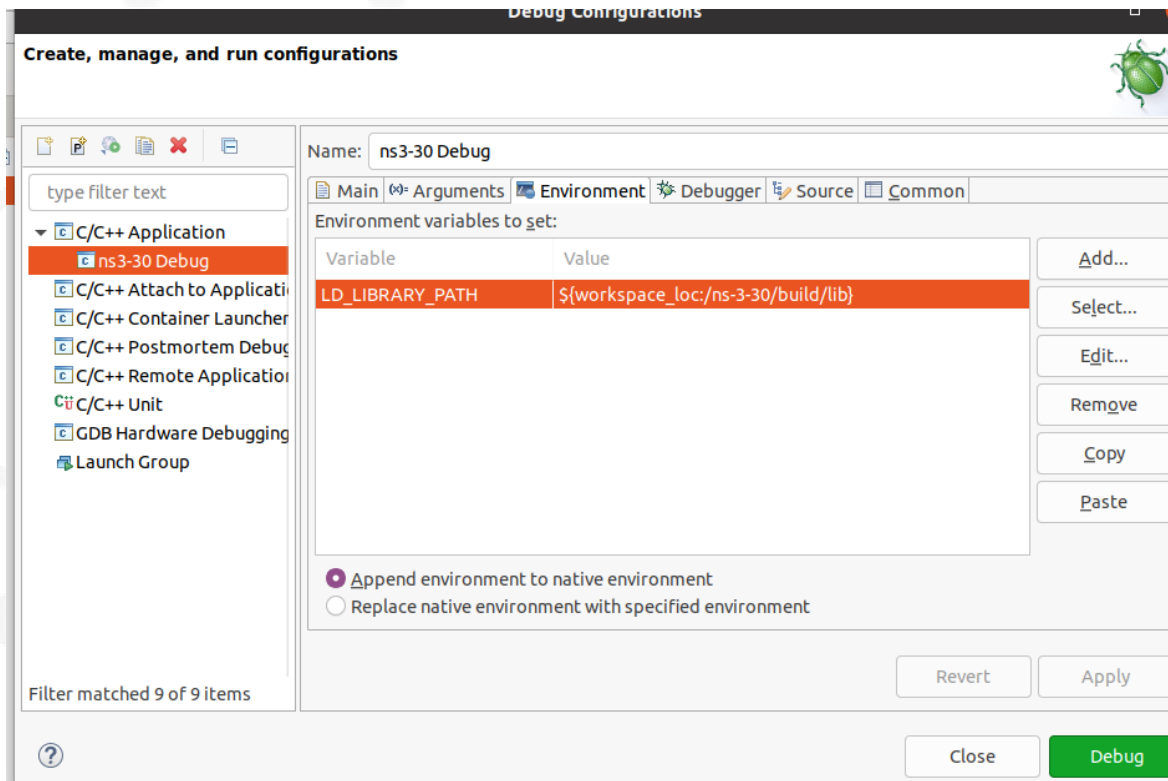 Debug Configurations
Create, manage, and run configurations
type filter text
C/C++ Application
ns3-30 Debug
C/C++ Attach to Applicati
C/C++ Container Launcher
C/C++ Postmortem Debug
C/C++ Remote Application
C/C++ Unit
GDB Hardware Debugging
Launch Group
Filter matched 9 of 9 items
Name: ns3-30 Debug
Main Arguments Environment Debugger Source Common
Environment variables to set:
Variable Value
LD_LIBRARY_PATH ${workspace_loc:/ns-3-30/build/lib}
Add...
Select...
Edit...
Remove
Copy
Paste
Append environment to native environment
Replace native environment with specified environment
Revert Apply
Close Debug